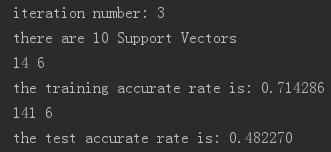 iteration number: 3
there are 10 Support Vectors
14 6
the training accurate rate is: 0.714286
141 6
the test accurate rate is: 0.482270